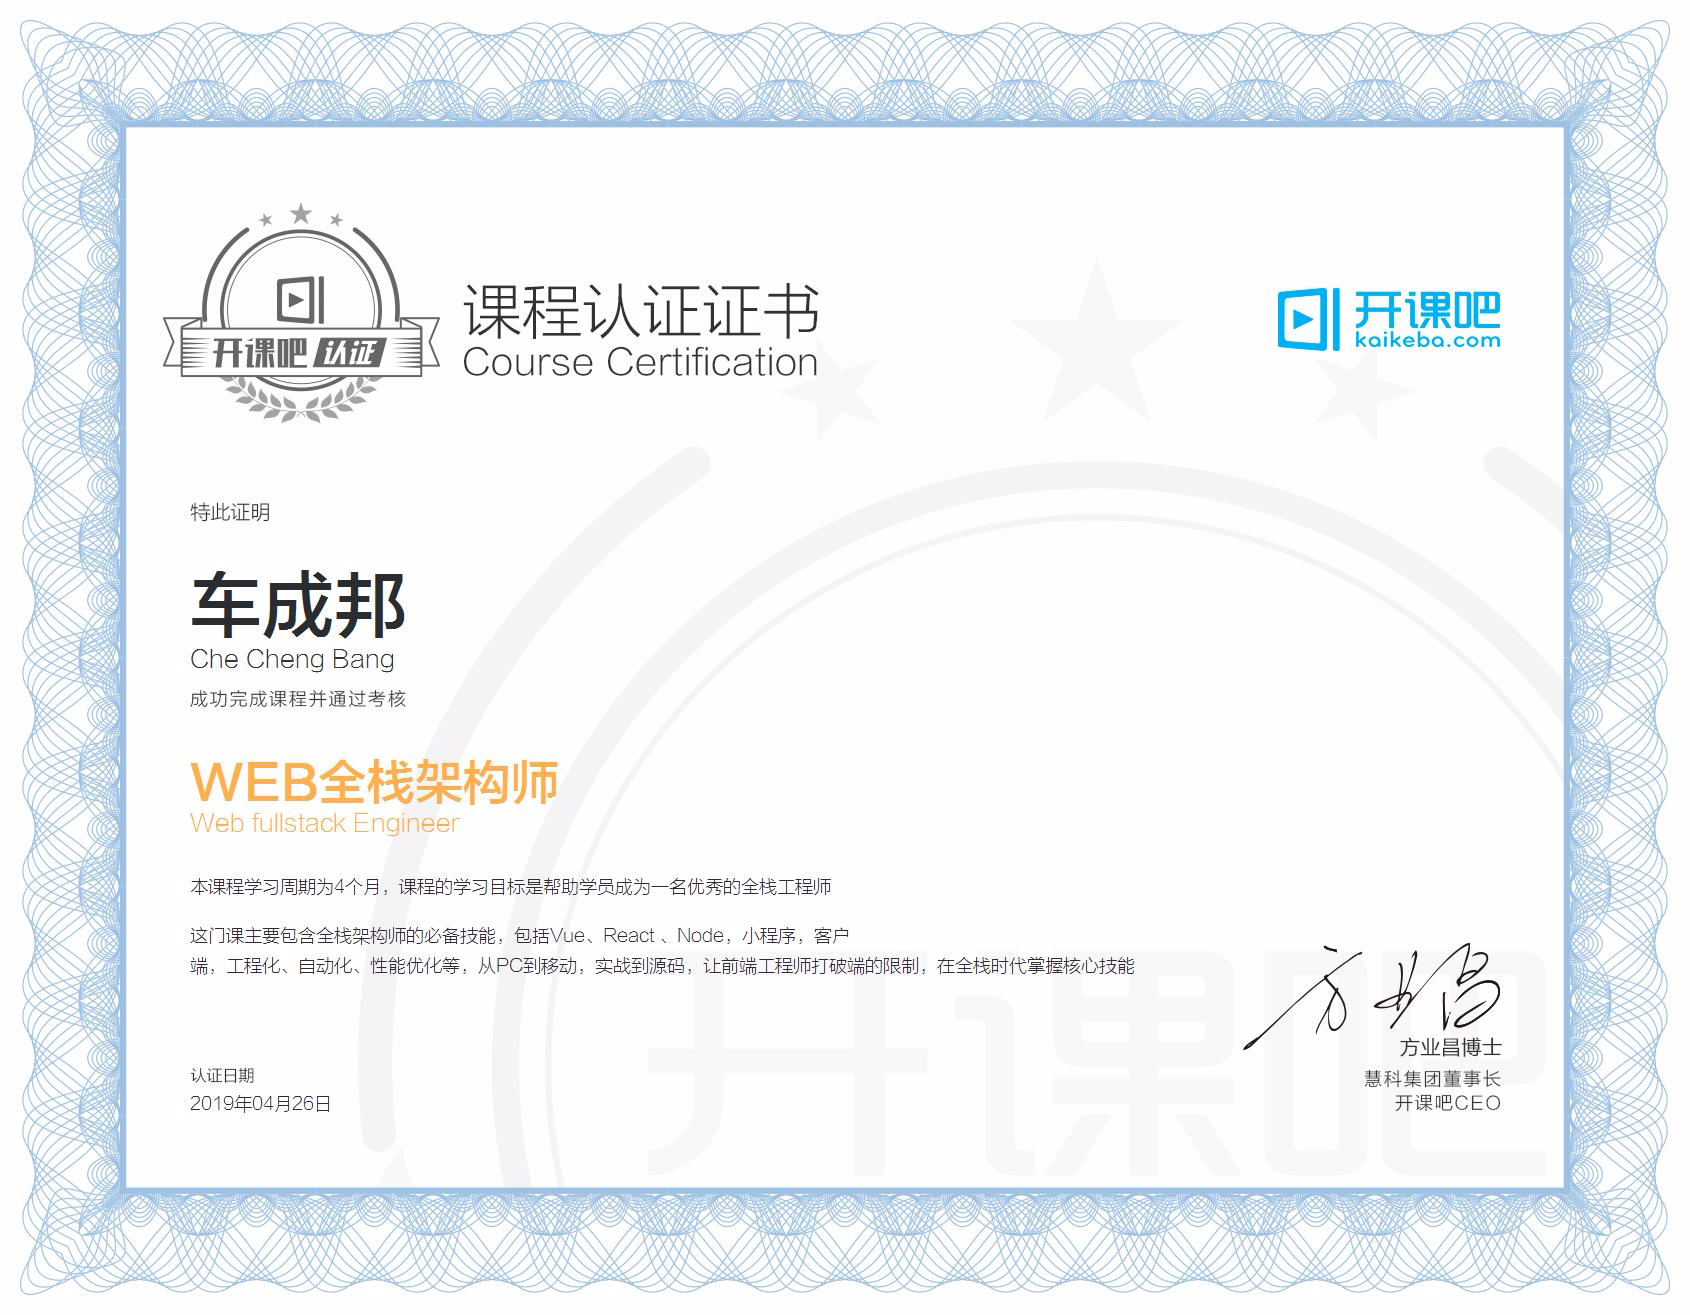 开课吧 认证
课程认证证书
Course Certification
开课吧
kaikeba.com
特此证明
车成邦
Che Cheng Bang
成功完成课程并通过考核
WEB全栈架构师
Web fullstack Engineer
本课程学习周期为4个月，课程的学习目标是帮助学员成为一名优秀的全栈工程师
这门课主要包含全栈架构师的必备技能，包括Vue、React 、Node，小程序，客户
端，工程化、自动化、性能优化等，从PC到移动，实战到源码，让前端工程师打破端的限制，在全栈时代掌握核心技能
开课吧
方业昌
方业昌博士
慧科集团董事长
开课吧CEO
认证日期
2019年04月26日